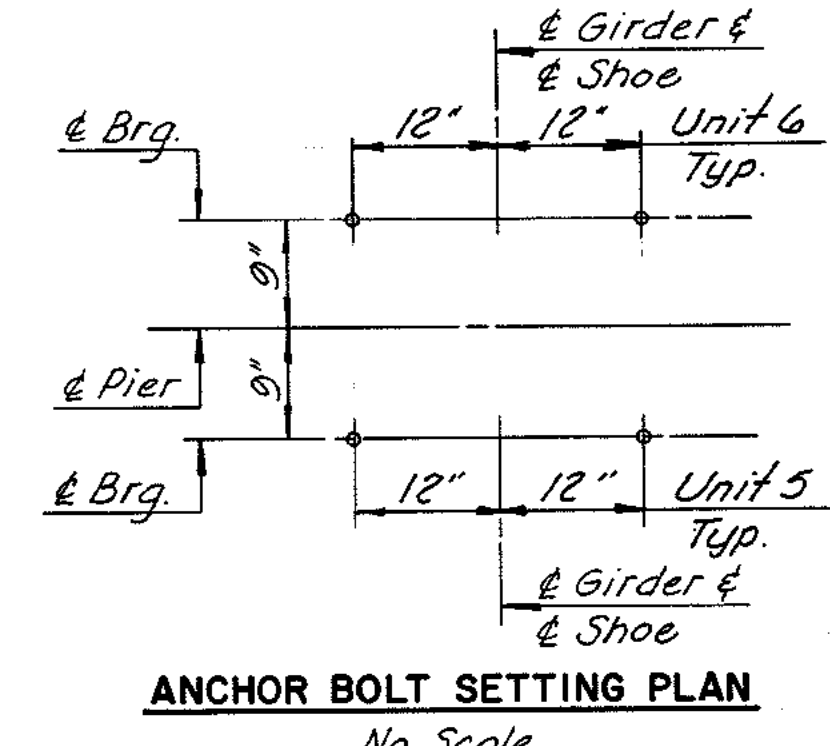 ℄ Girder &
℄ Shoe
℄ Brg.
12" 12" Unit 6
Typ.
9"
℄ Pier
9"
℄ Brg.
12" 12" Unit 5
Typ.
℄ Girder &
℄ Shoe
ANCHOR BOLT SETTING PLAN
No Scale